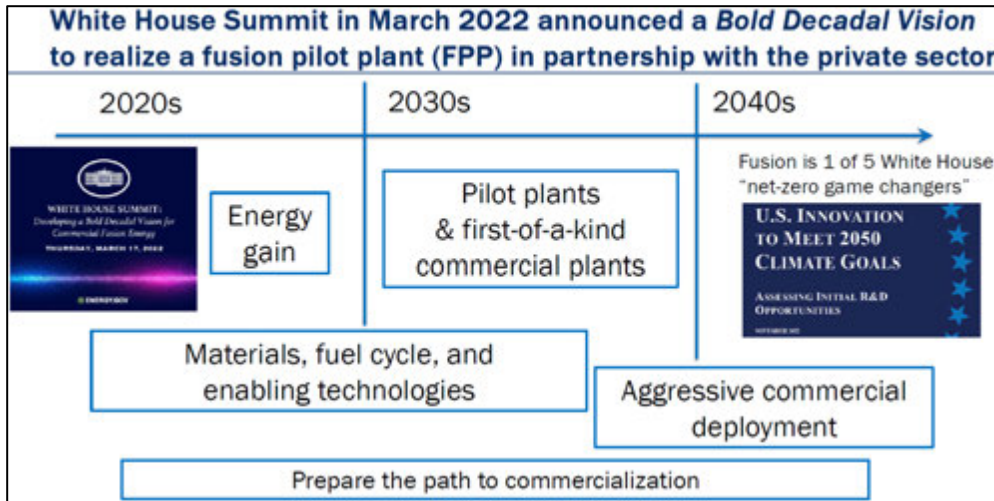 White House Summit in March 2022 announced a Bold Decadal Vision
to realize a fusion pilot plant (FPP) in partnership with the private sector
2020s
2030s
2040s
WHITE HOUSE SUMMIT:
Developing a Bold Decadal Vision for
Commercial Fusion Energy
THURSDAY, MARCH 17, 2022
ENERGY.GOV
Energy
gain
Pilot plants
& first-of-a-kind
commercial plants
Fusion is 1 of 5 White House
“net-zero game changers”
U.S. INNOVATION
TO MEET 2050
CLIMATE GOALS
ASSESSING INITIAL R&D
OPPORTUNITIES
NOVEMBER 2022
Materials, fuel cycle, and
enabling technologies
Aggressive commercial
deployment
Prepare the path to commercialization